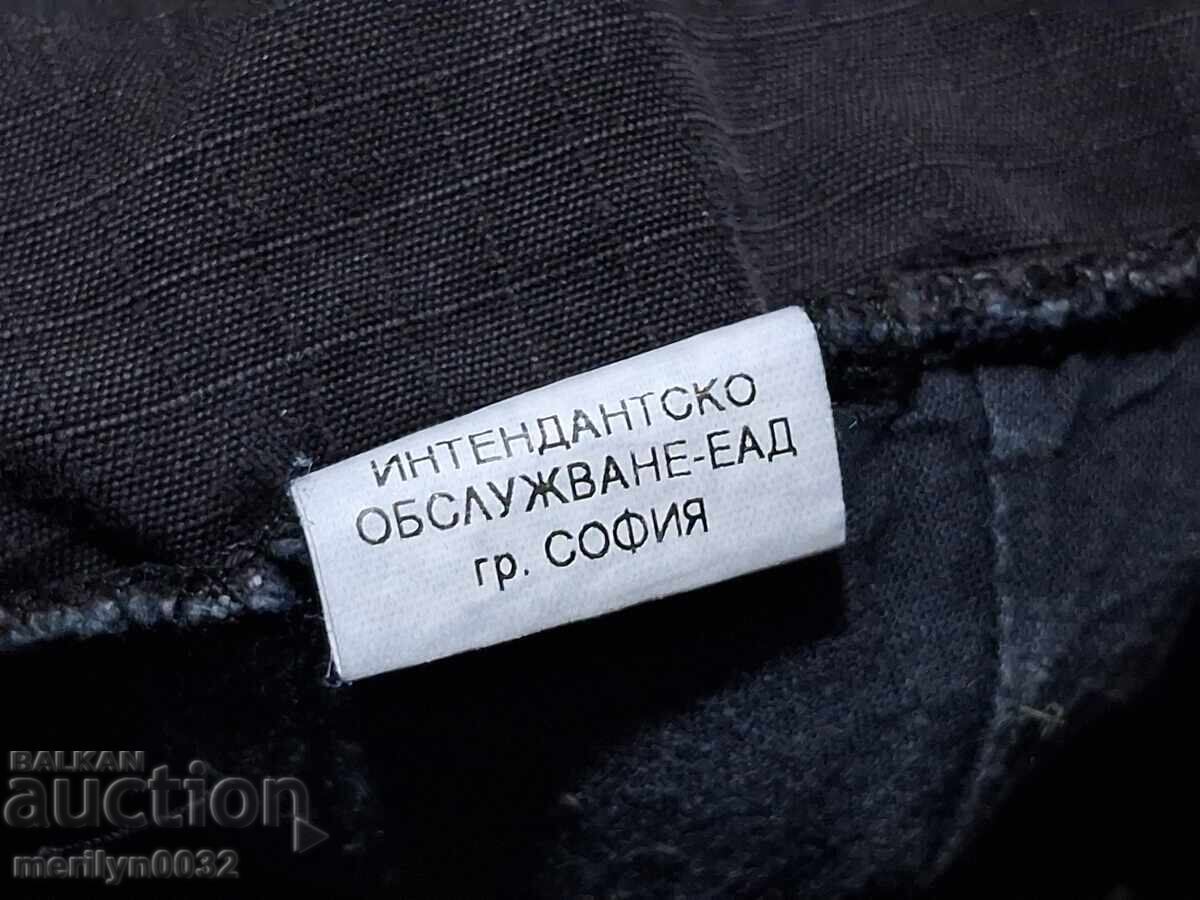 ИНТЕНДАНТСКО
ОБСЛУЖВАНЕ-ЕАД
гр. СОФИЯ
BALKAN
auction
merilyn0032